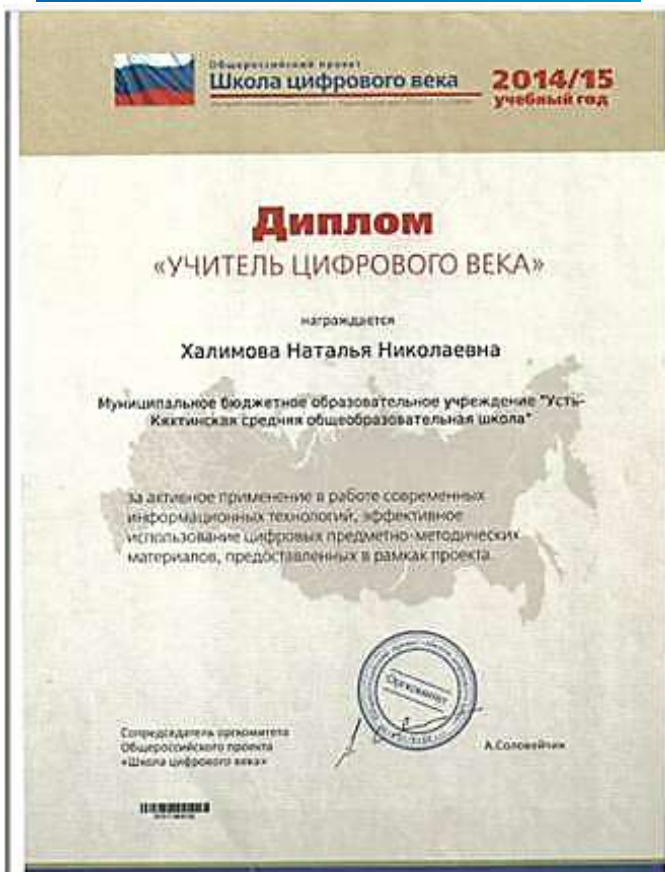 Общероссийский проект
Школа цифрового века
2014/15
учебный год
Диплом
«УЧИТЕЛЬ ЦИФРОВОГО ВЕКА»
награждается
Халимова Наталья Николаевна
Муниципальное бюджетное образовательное учреждение "Усть-
Кяхтинская средняя общеобразовательная школа"
за активное применение в работе современных
информационных технологий, эффективное
использование цифровых предметно-методических
материалов, предоставленных в рамках проекта
Оргкомитет
Сопредседатель оргкомитета
Общероссийского проекта
«Школа цифрового века»
А.Соловейчик